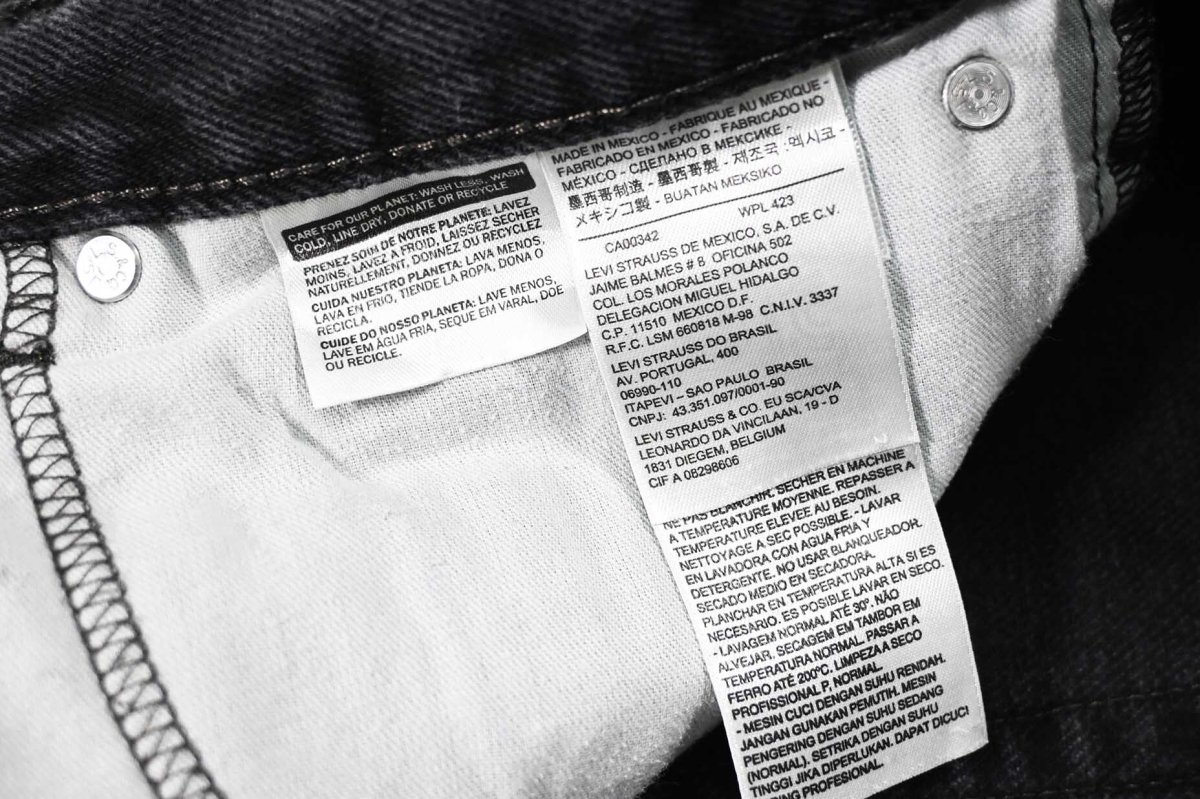 CARE FOR OUR PLANET: WASH LESS, WASH
COLD, LINE DRY, DONATE OR RECYCLE
PRENEZ SOIN DE NOTRE PLANETE: LAVEZ
MOINS, LAVEZ A FROID, LAISSEZ SECHER
NATURELLEMENT, DONNEZ OU RECYCLEZ
CUIDA NUESTRO PLANETA: LAVA MENOS,
LAVA EN FRIO, TIENDE LA ROPA, DONA O
RECICLA.
CUIDE DO NOSSO PLANETA: LAVE MENOS,
LAVE EM ÁGUA FRIA, SEQUE EM VARAL, DOE
OU RECICLE.
MADE IN MEXICO - FABRIQUE AU MEXIQUE -
FABRICADO EN MEXICO - FABRICADO NO
MÉXICO - СДЕЛАНО В МЕКСИКЕ -
墨西哥制造 - 墨西哥製 - 제조국 :멕시코 -
メキシコ製 - BUATAN MEKSIKO
WPL 423
CA00342
LEVI STRAUSS DE MEXICO, S.A. DE C.V.
JAIME BALMES # 8 OFICINA 502
COL. LOS MORALES POLANCO
DELEGACION MIGUEL HIDALGO
C.P. 11510 MEXICO D.F.
R.F.C. LSM 660818 M-98 C.N.I.V. 3337
LEVI STRAUSS DO BRASIL
AV. PORTUGAL, 400
06990-110
ITAPEVI – SAO PAULO BRASIL
CNPJ: 43.351.097/0001-90
LEVI STRAUSS & CO. EU SCA/CVA
LEONARDO DA VINCILAAN, 19 - D
1831 DIEGEM, BELGIUM
CIF A 08298606
NE PAS BLANCHIR. SECHER EN MACHINE
A TEMPERATURE MOYENNE. REPASSER A
TEMPERATURE ELEVEE AU BESOIN.
NETTOYAGE A SEC POSSIBLE. - LAVAR
EN LAVADORA CON AGUA FRIA Y
DETERGENTE. NO USAR BLANQUEADOR.
SECADO MEDIO EN SECADORA.
PLANCHAR EN TEMPERATURA ALTA SI ES
NECESARIO. ES POSIBLE LAVAR EN SECO.
- LAVAGEM NORMAL ATÉ 30º. NÃO
ALVEJAR. SECAGEM EM TAMBOR EM
TEMPERATURA NORMAL. PASSAR A
FERRO ATÉ 200ºC. LIMPEZA A SECO
PROFISSIONAL P, NORMAL.
- MESIN CUCI DENGAN SUHU RENDAH.
JANGAN GUNAKAN PEMUTIH. MESIN
PENGERING DENGAN SUHU SEDANG
(NORMAL). SETRIKA DENGAN SUHU
TINGGI JIKA DIPERLUKAN. DAPAT DICUCI
PROFESIONAL.